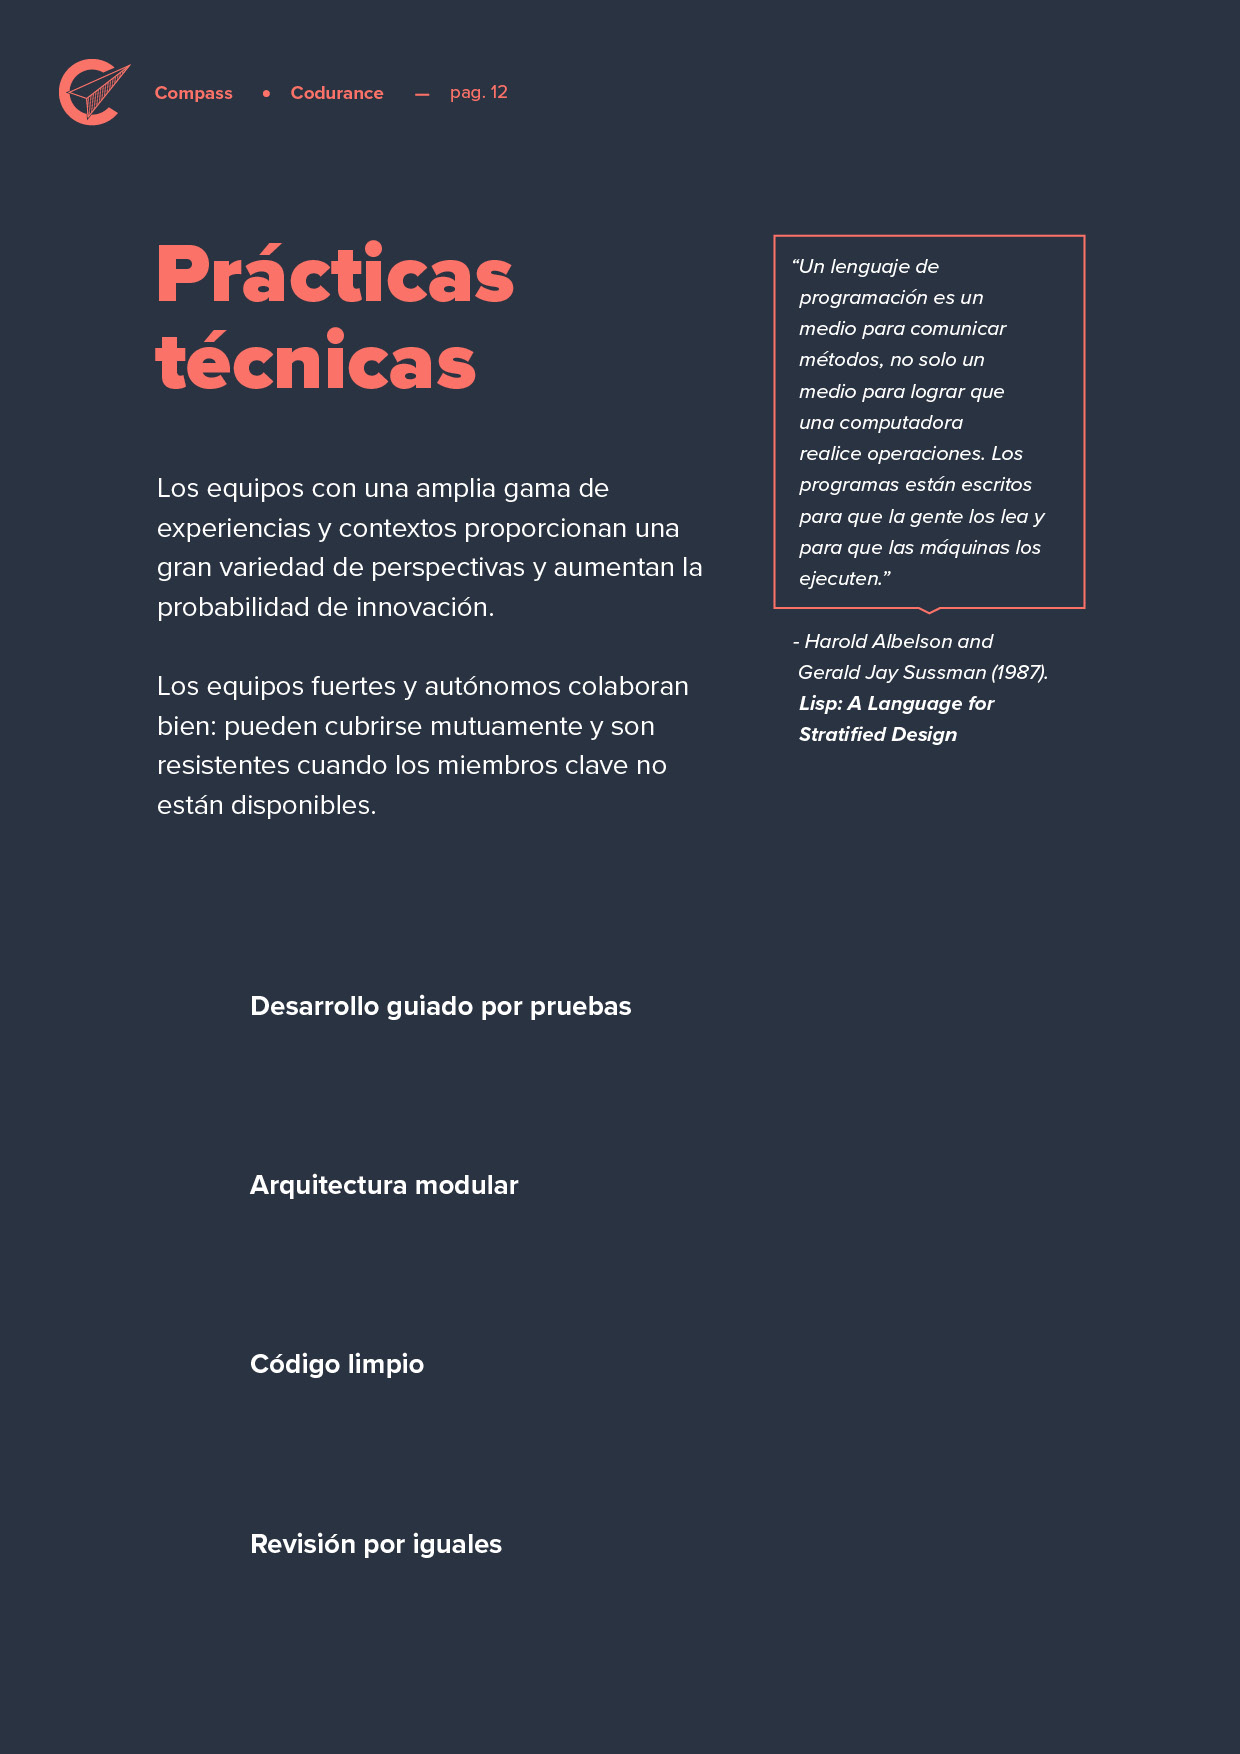 Compass • Codurance — pag. 12
Prácticas
técnicas
Los equipos con una amplia gama de
experiencias y contextos proporcionan una
gran variedad de perspectivas y aumentan la
probabilidad de innovación.
Los equipos fuertes y autónomos colaboran
bien: pueden cubrirse mutuamente y son
resistentes cuando los miembros clave no
están disponibles.
“Un lenguaje de
programación es un
medio para comunicar
métodos, no solo un
medio para lograr que
una computadora
realice operaciones. Los
programas están escritos
para que la gente los lea y
para que las máquinas los
ejecuten.”
- Harold Albelson and
Gerald Jay Sussman (1987).
Lisp: A Language for
Stratified Design
Desarrollo guiado por pruebas
Arquitectura modular
Código limpio
Revisión por iguales